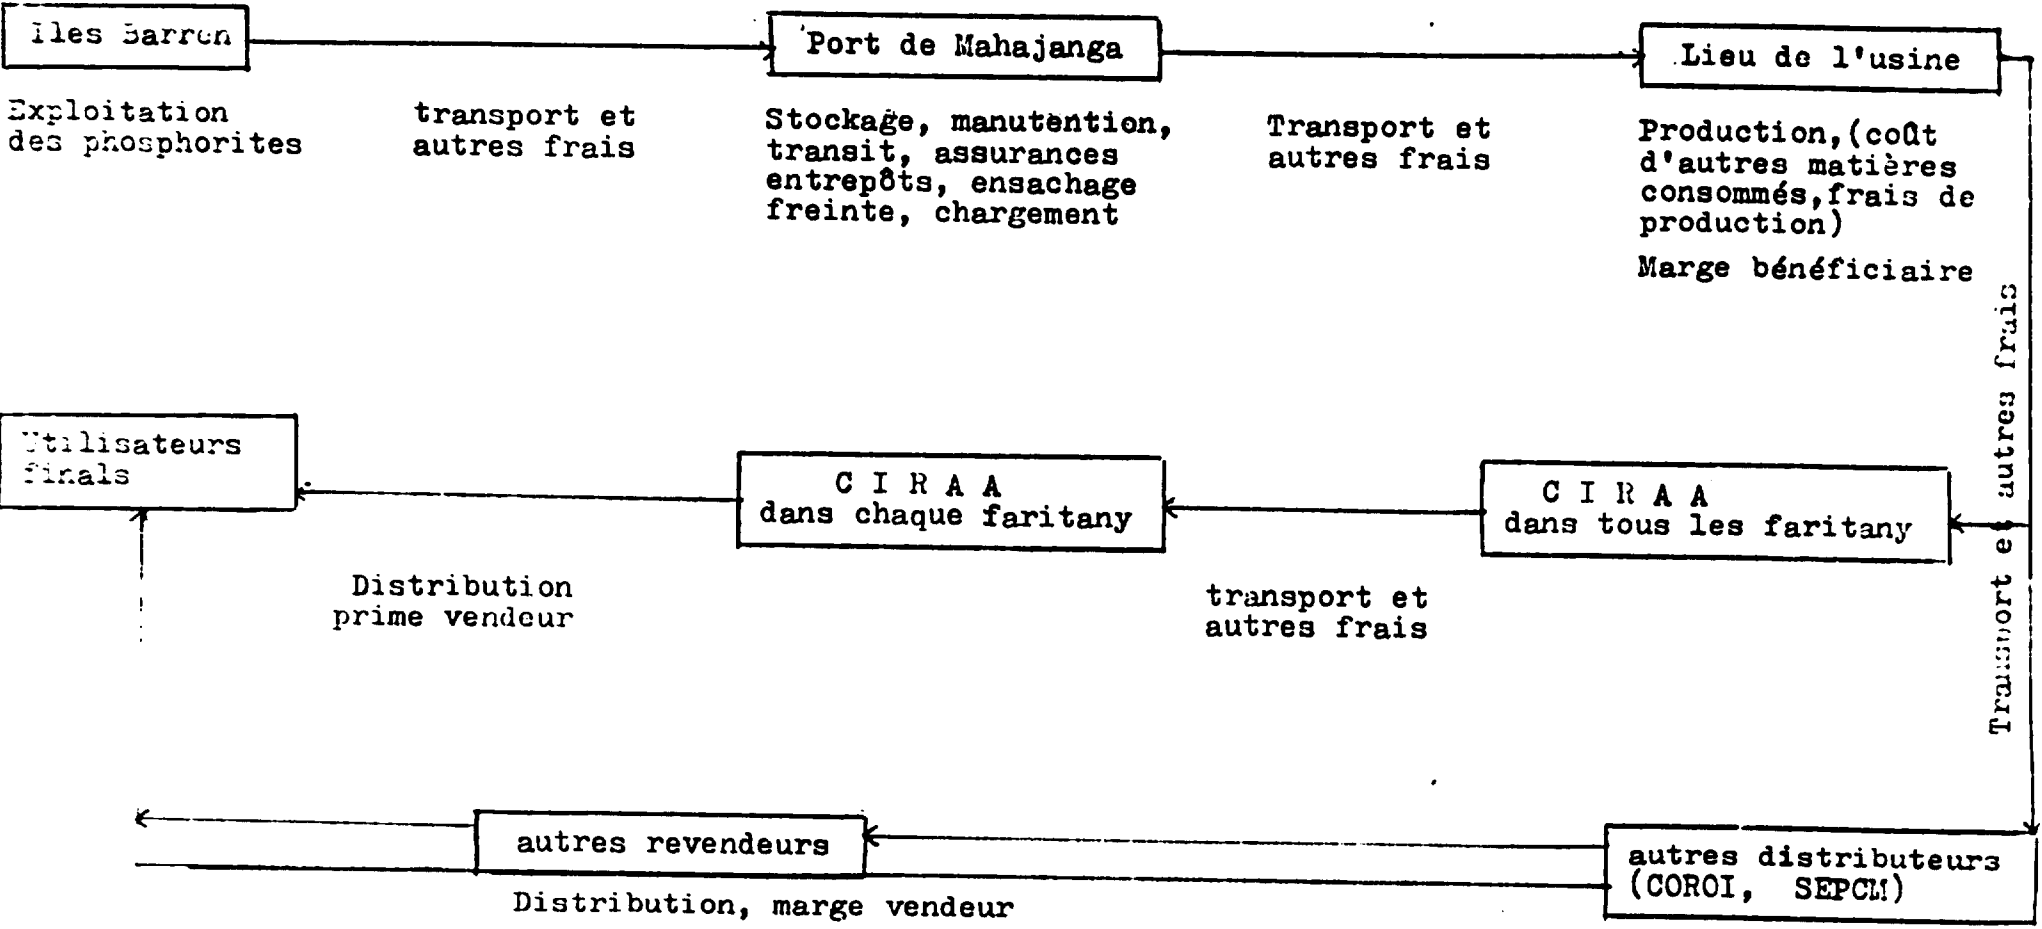 Iles Barren
Port de Mahajanga
Lieu de l'usine
Exploitation
des phosphorites
transport et
autres frais
Stockage, manutention,
transit, assurances
entrepôts, ensachage
freinte, chargement
Transport et
autres frais
Production,(coût
d'autres matières
consommés,frais de
production)
Marge bénéficiaire
Transport et autres frais
Utilisateurs
finals
C I R A A
dans chaque faritany
C I R A A
dans tous les faritany
Distribution
prime vendeur
transport et
autres frais
autres revendeurs
autres distributeurs
(COROI, SEPCM)
Distribution, marge vendeur